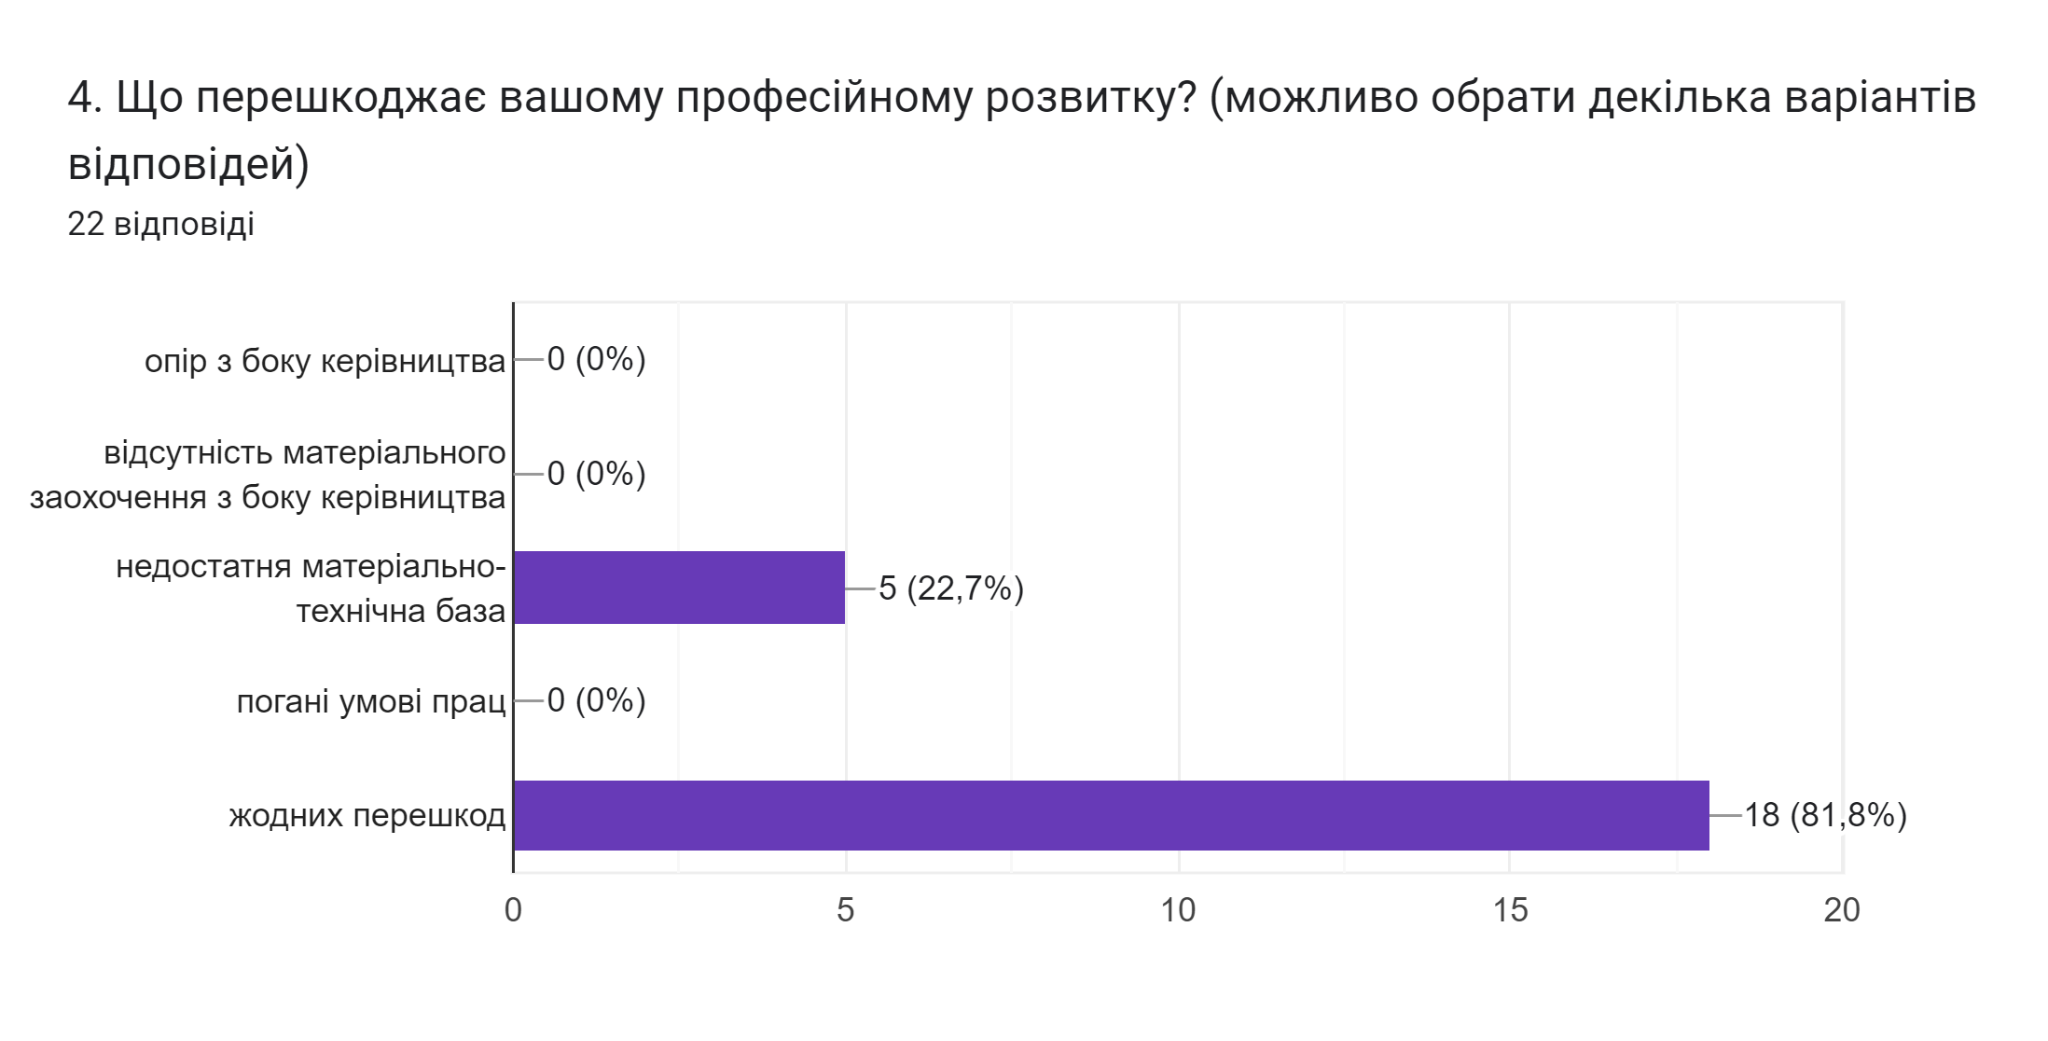 4. Що перешкоджає вашому професійному розвитку? (можливо обрати декілька варіантів
відповідей)
22 відповіді
опір з боку керівництва
0 (0%)
відсутність матеріального
заохочення з боку керівництва
0 (0%)
недостатня матеріально-
технічна база
5 (22,7%)
погані умові прац
0 (0%)
жодних перешкод
18 (81,8%)
0 5 10 15 20